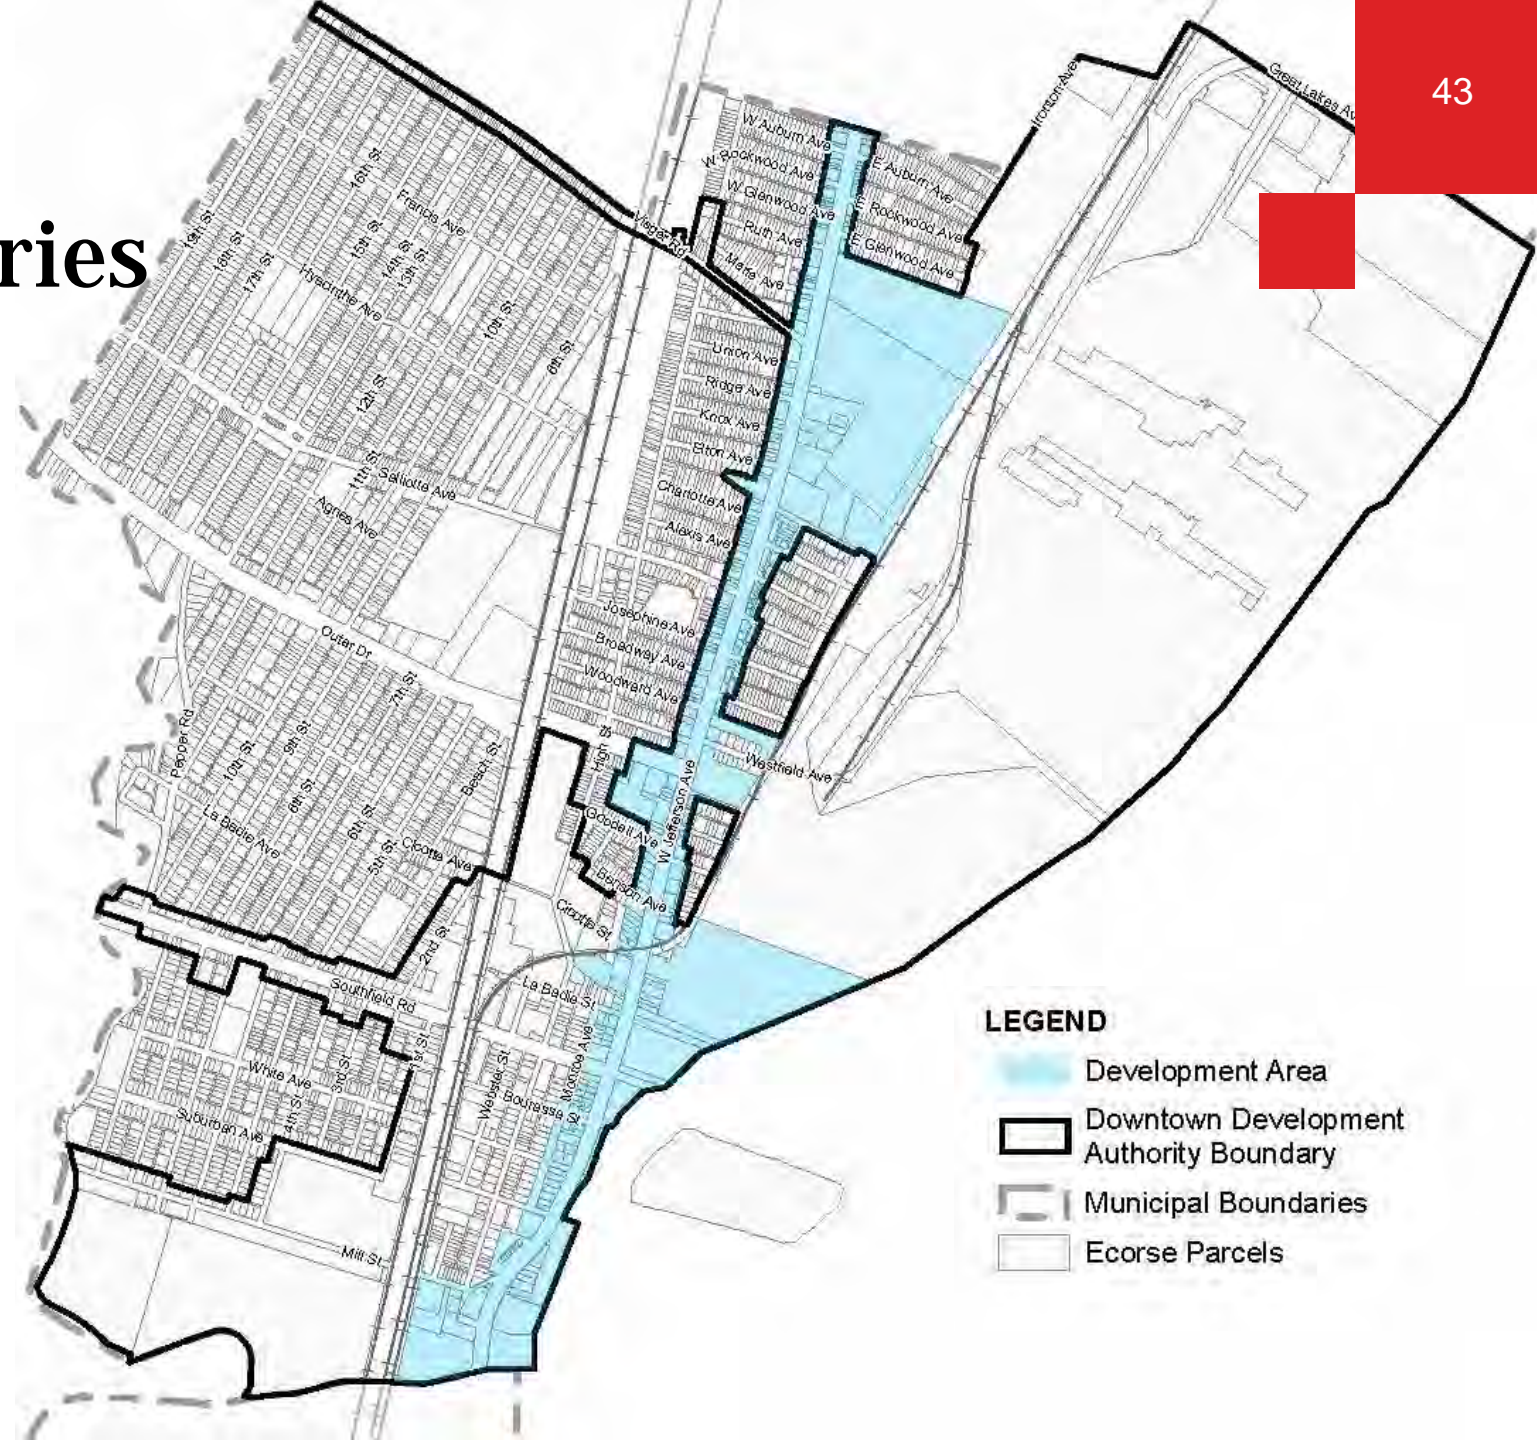 43
ries
Great Lakes Av
Ironton Ave
W Auburn Ave
W Rockwood Ave
W Glenwood Ave
Ruth Ave
Marie Ave
E Auburn Ave
E Rockwood Ave
E Glenwood Ave
Visger Rd
16th St
Francis Ave
19th St
18th St
17th St
15th St
14th St
13th St
Hyacinthe Ave
10th St
12th St
11th St
Salliotte Ave
Agnes Ave
Union Ave
Ridge Ave
Knox Ave
Elton Ave
Charlotte Ave
Alexis Ave
Josephine Ave
Broadway Ave
Woodward Ave
Outer Dr
7th St
Pepper Rd
10th St
9th St
8th St
6th St
5th St
Beach St
La Badie Ave
Cicotte Ave
High St
Westfield Ave
W Jefferson Ave
Goodell Ave
Benson Ave
Cicotte St
2nd St
Southfield Rd
La Badie St
1st St
White Ave
3rd St
4th St
Suburban Ave
Monroe Ave
Webster St
Bourassa St
Mill St
LEGEND
Development Area
Downtown Development
Authority Boundary
Municipal Boundaries
Ecorse Parcels